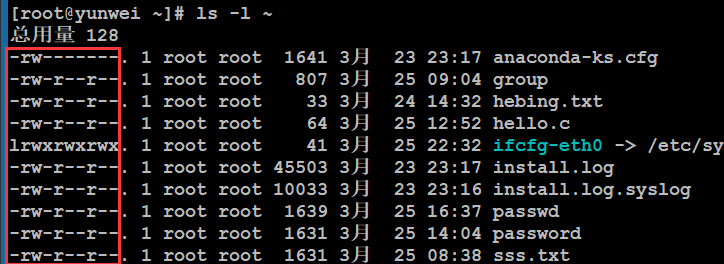 [root@yunwei ~]# ls -l ~
总用量 128
-rw-------. 1 root root  1641 3月  23 23:17 anaconda-ks.cfg
-rw-r--r--. 1 root root   807 3月  25 09:04 group
-rw-r--r--. 1 root root    33 3月  24 14:32 hebing.txt
-rw-r--r--. 1 root root    64 3月  25 12:52 hello.c
lrwxrwxrwx. 1 root root    41 3月  25 22:32 ifcfg-eth0 -> /etc/sy
-rw-r--r--. 1 root root 45503 3月  23 23:17 install.log
-rw-r--r--. 1 root root 10033 3月  23 23:16 install.log.syslog
-rw-r--r--. 1 root root  1639 3月  25 16:37 passwd
-rw-r--r--. 1 root root  1631 3月  25 14:04 password
-rw-r--r--. 1 root root  1631 3月  25 08:38 sss.txt